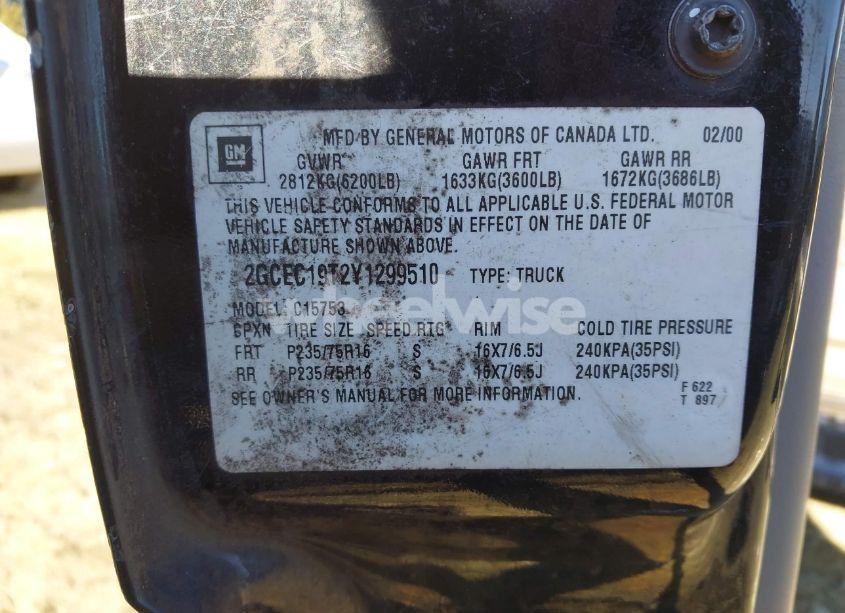 GM
MFD BY GENERAL MOTORS OF CANADA LTD. 02/00
GVWR GAWR FRT GAWR RR
2812KG(6200LB) 1633KG(3600LB) 1672KG(3686LB)
THIS VEHICLE CONFORMS TO ALL APPLICABLE U.S. FEDERAL MOTOR
VEHICLE SAFETY STANDARDS IN EFFECT ON THE DATE OF
MANUFACTURE SHOWN ABOVE.
2GCEC19T2Y1299510 TYPE: TRUCK
wheelwise
MODEL: C15753
SPXN TIRE SIZE SPEED RTG RIM COLD TIRE PRESSURE
FRT P235/75R16 S 16X7/6.5J 240KPA(35PSI)
RR P235/75R16 S 16X7/6.5J 240KPA(35PSI)
SEE OWNER'S MANUAL FOR MORE INFORMATION. F 622
T 897